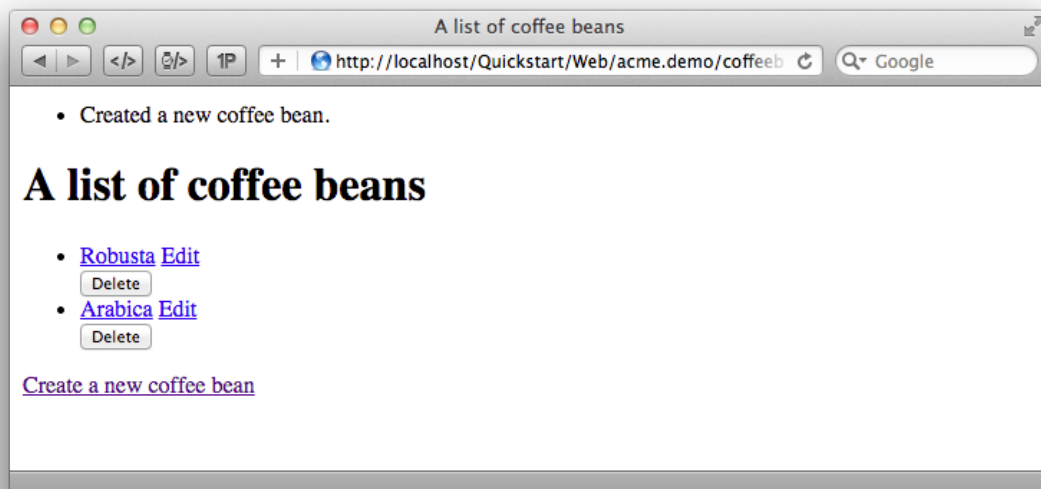 A list of coffee beans
</> 1P + http://localhost/Quickstart/Web/acme.demo/coffeeb Google
Created a new coffee bean.
A list of coffee beans
Robusta Edit
Delete
Arabica Edit
Delete
Create a new coffee bean